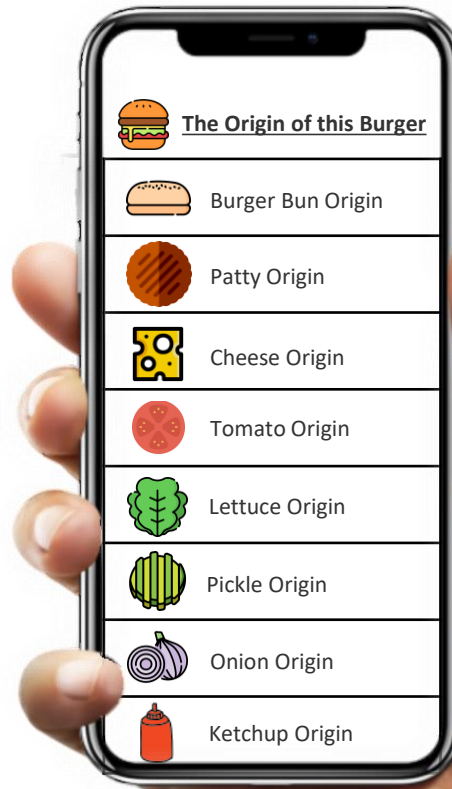 The Origin of this Burger
Burger Bun Origin
Patty Origin
Cheese Origin
Tomato Origin
Lettuce Origin
Pickle Origin
Onion Origin
Ketchup Origin